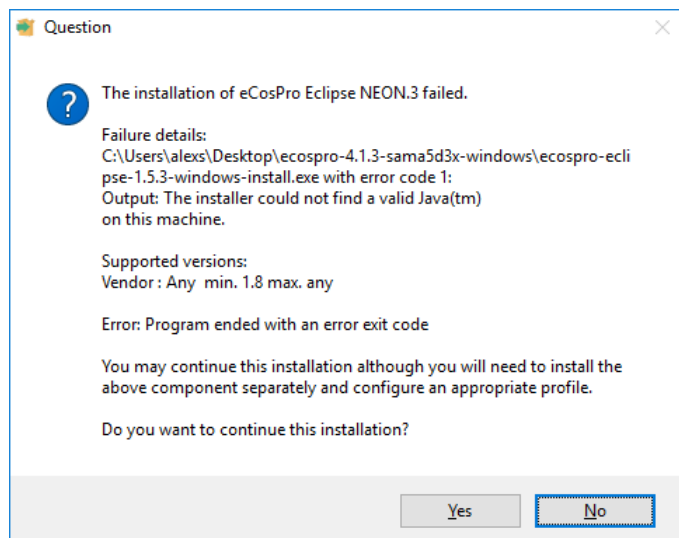 Question
The installation of eCosPro Eclipse NEON.3 failed.
Failure details:
C:\Users\alexs\Desktop\ecospro-4.1.3-sama5d3x-windows\ecospro-ecli
pse-1.5.3-windows-install.exe with error code 1:
Output: The installer could not find a valid Java(tm)
on this machine.
Supported versions:
Vendor : Any  min. 1.8 max. any
Error: Program ended with an error exit code
You may continue this installation although you will need to install the
above component separately and configure an appropriate profile.
Do you want to continue this installation?
Yes
No